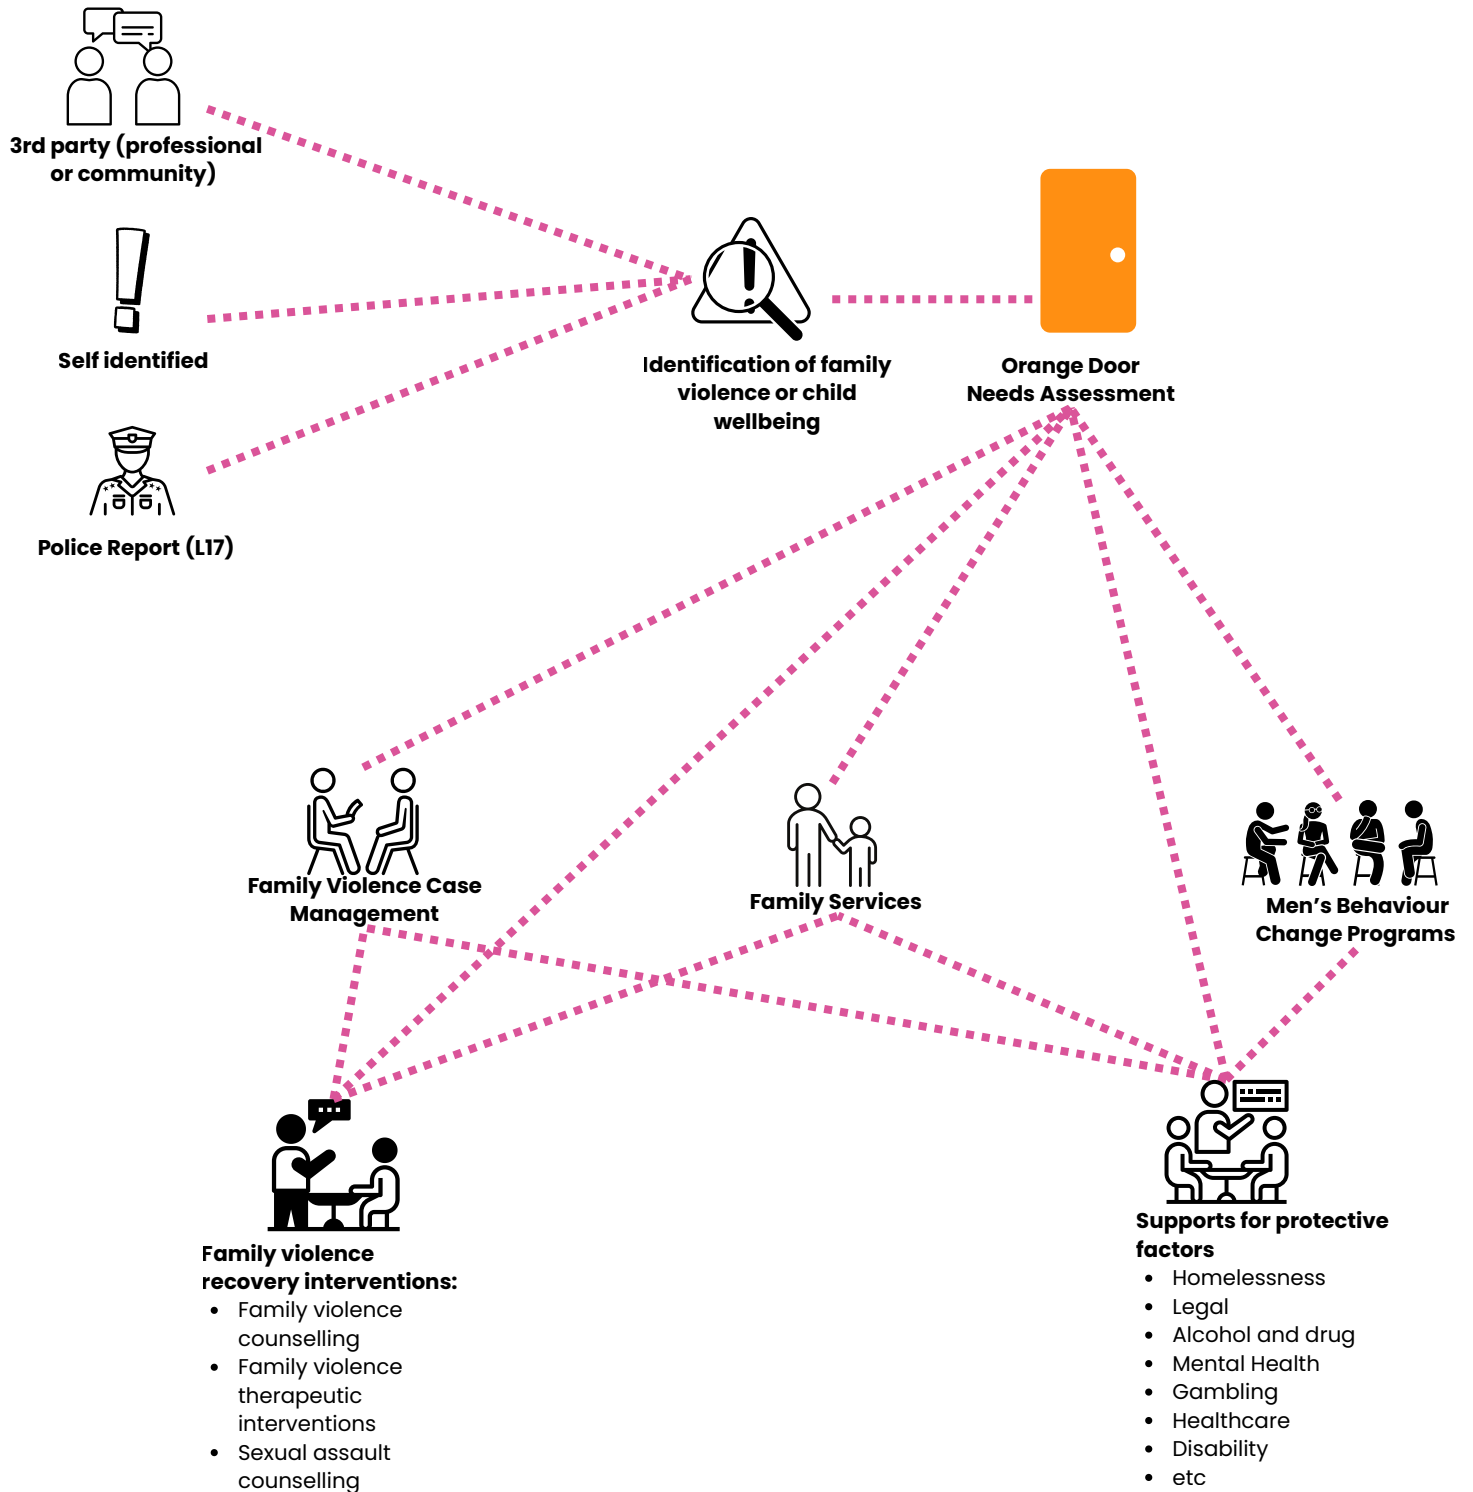 3rd party (professional
or community)
Self identified
Police Report (L17)
Identification of family
violence or child
wellbeing
Orange Door
Needs Assessment
Family Violence Case
Management
Family Services
Men’s Behaviour
Change Programs
Family violence
recovery interventions:
• Family violence
counselling
• Family violence
therapeutic
interventions
• Sexual assault
counselling
Supports for protective
factors
• Homelessness
• Legal
• Alcohol and drug
• Mental Health
• Gambling
• Healthcare
• Disability
• etc